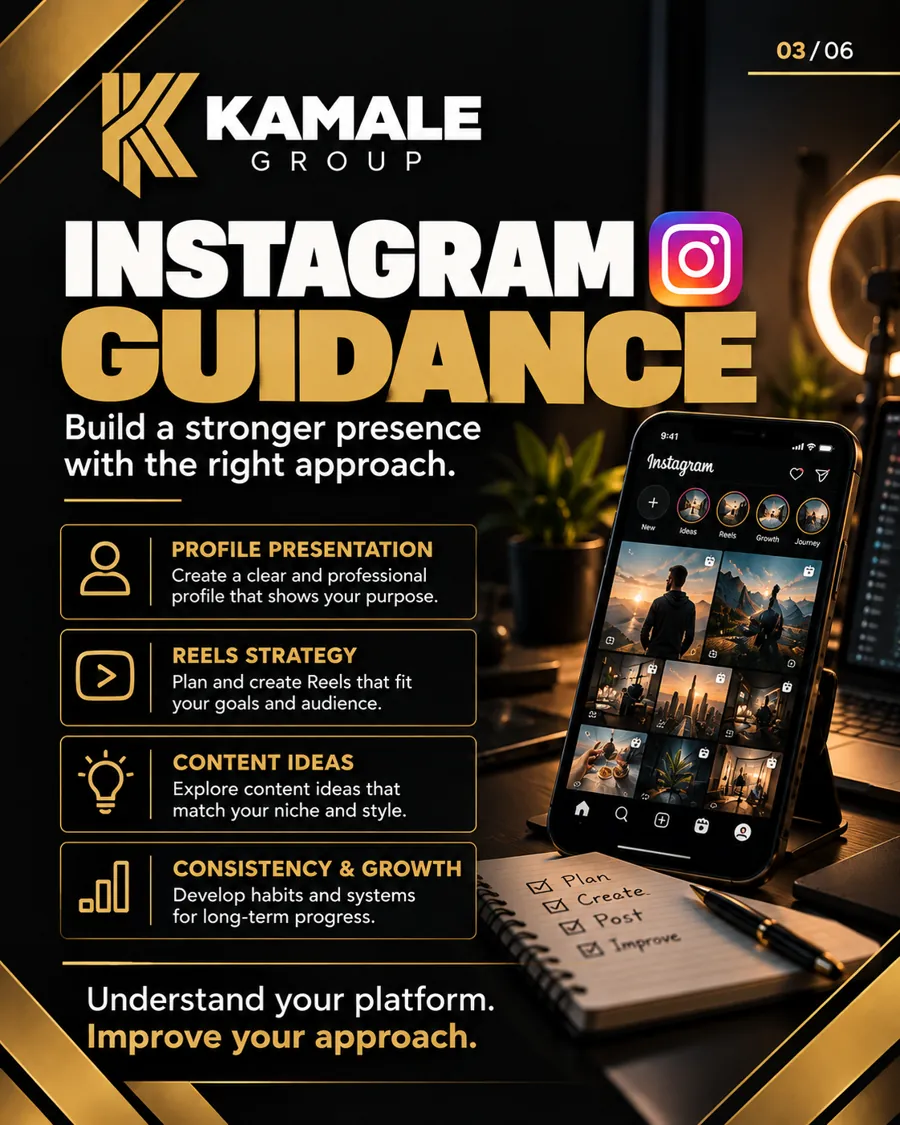 03/06
KAMALE
GROUP
INSTAGRAM
GUIDANCE
Build a stronger presence
with the right approach.
PROFILE PRESENTATION
Create a clear and professional
profile that shows your purpose.
REELS STRATEGY
Plan and create Reels that fit
your goals and audience.
CONTENT IDEAS
Explore content ideas that
match your niche and style.
CONSISTENCY & GROWTH
Develop habits and systems
for long-term progress.
Understand your platform.
Improve your approach.
9:41
Instagram
New
Ideas
Reels
Growth
Journey
Plan
Create
Post
Improve